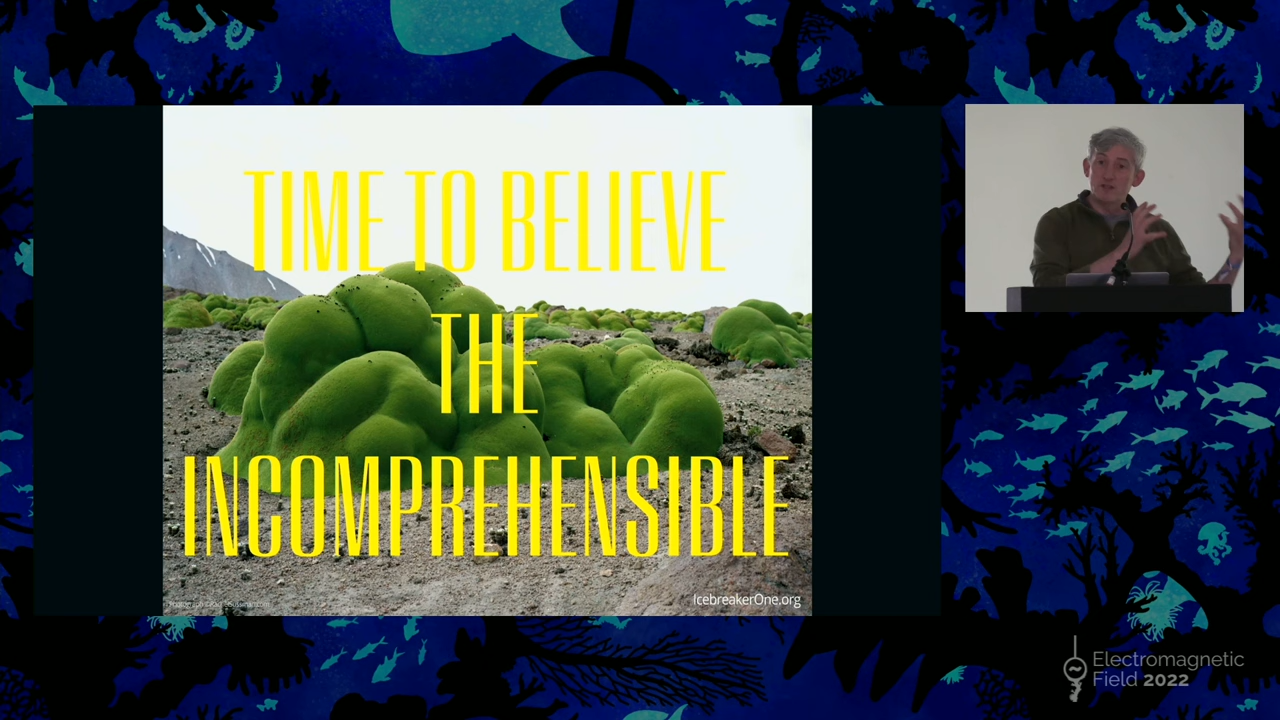 TIME TO BELIEVE
THE
INCOMPREHENSIBLE
IcebreakerOne.org
Electromagnetic
Field 2022